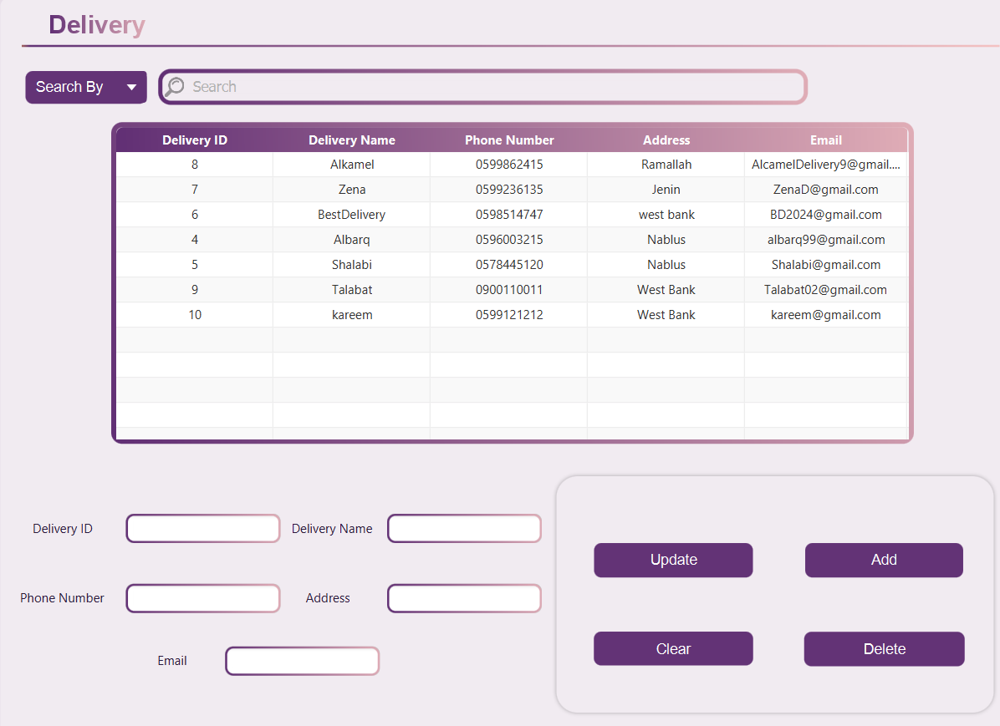 Delivery
Search By Search
Delivery ID Delivery Name Phone Number Address Email
8 Alkamel 0599862415 Ramallah AlcamelDelivery9@gmail....
7 Zena 0599236135 Jenin ZenaD@gmail.com
6 BestDelivery 0598514747 west bank BD2024@gmail.com
4 Albarq 0596003215 Nablus albarq99@gmail.com
5 Shalabi 0578445120 Nablus Shalabi@gmail.com
9 Talabat 0900110011 West Bank Talabat02@gmail.com
10 kareem 0599121212 West Bank kareem@gmail.com
Delivery ID Delivery Name
Phone Number Address
Email
Update Add
Clear Delete